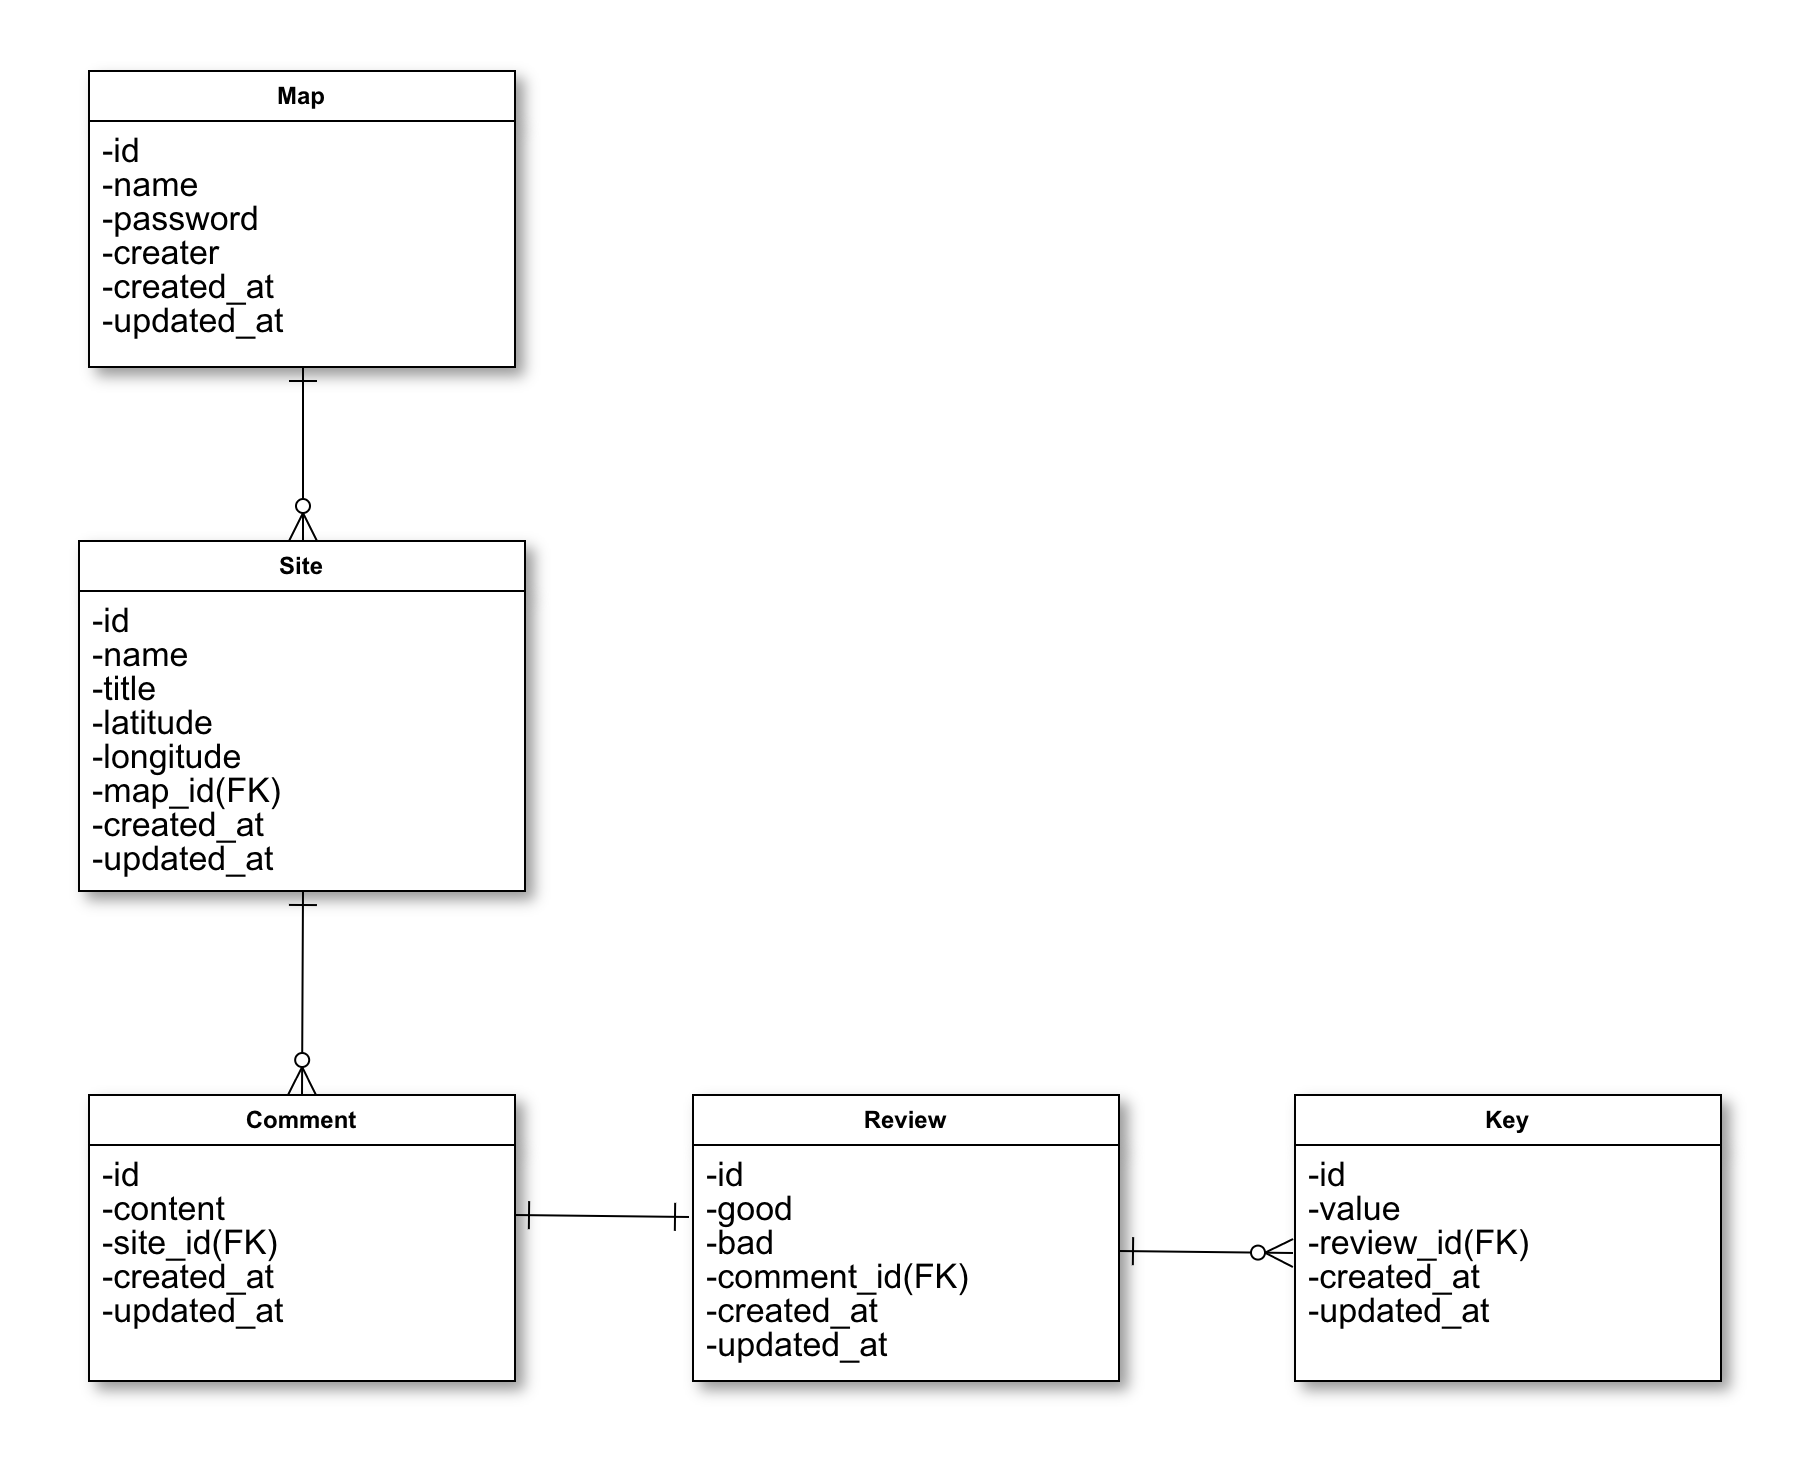 Map
-id
-name
-password
-creater
-created_at
-updated_at
Site
-id
-name
-title
-latitude
-longitude
-map_id(FK)
-created_at
-updated_at
Comment
-id
-content
-site_id(FK)
-created_at
-updated_at
Review
-id
-good
-bad
-comment_id(FK)
-created_at
-updated_at
Key
-id
-value
-review_id(FK)
-created_at
-updated_at